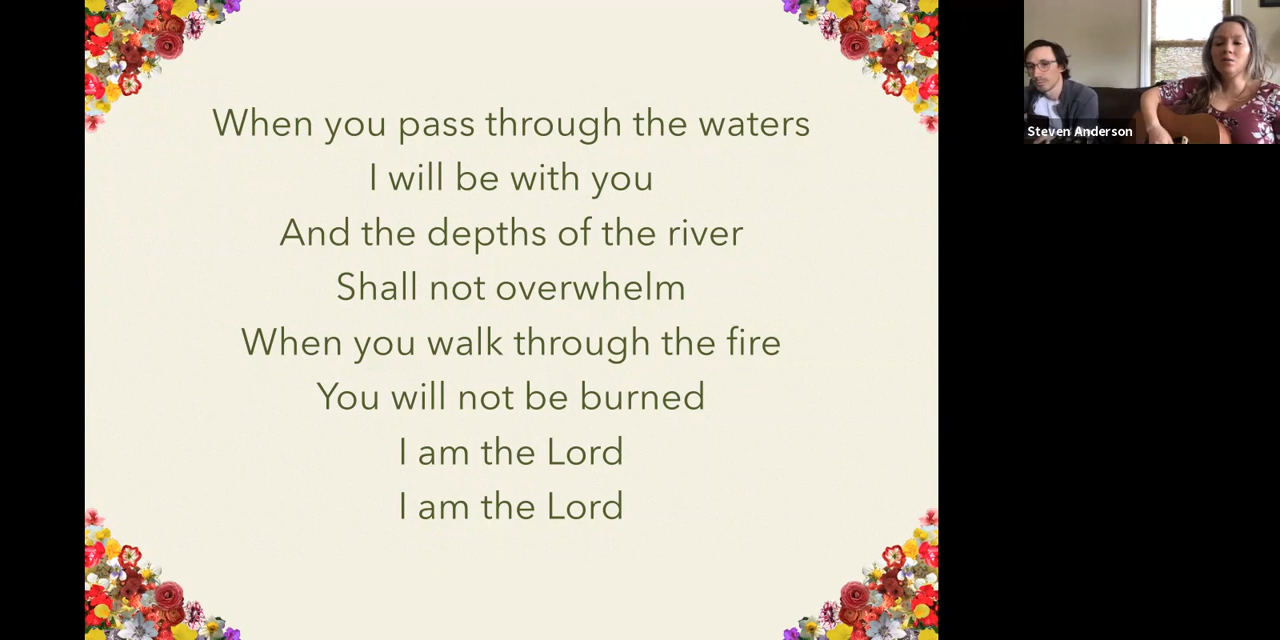 When you pass through the waters
I will be with you
And the depths of the river
Shall not overwhelm
When you walk through the fire
You will not be burned
I am the Lord
I am the Lord
Steven Anderson